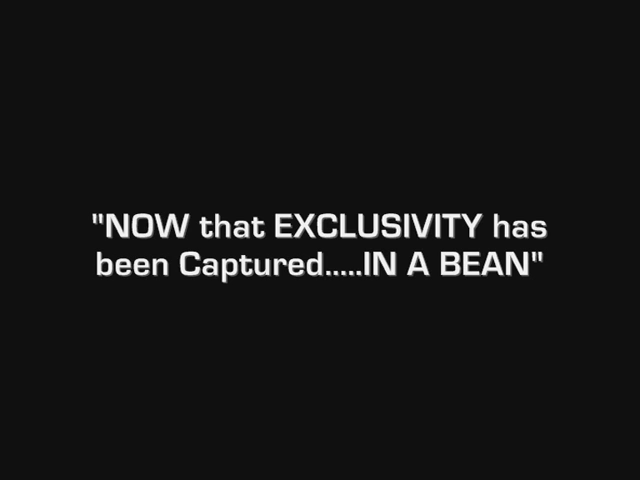 "NOW that EXCLUSIVITY has
been Captured.....IN A BEAN"